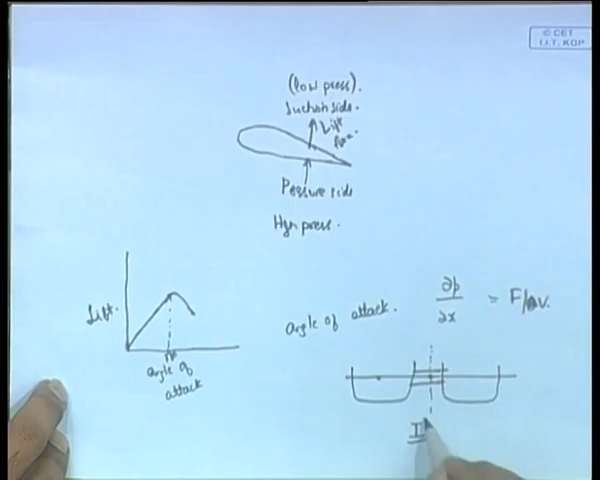 © CET
I.I.T. KGP
(low press).
Suction side.
Lift
Pressure side
High press.
Lift.
angle of
attack
angle of attack.
∂p
∂x
= F/